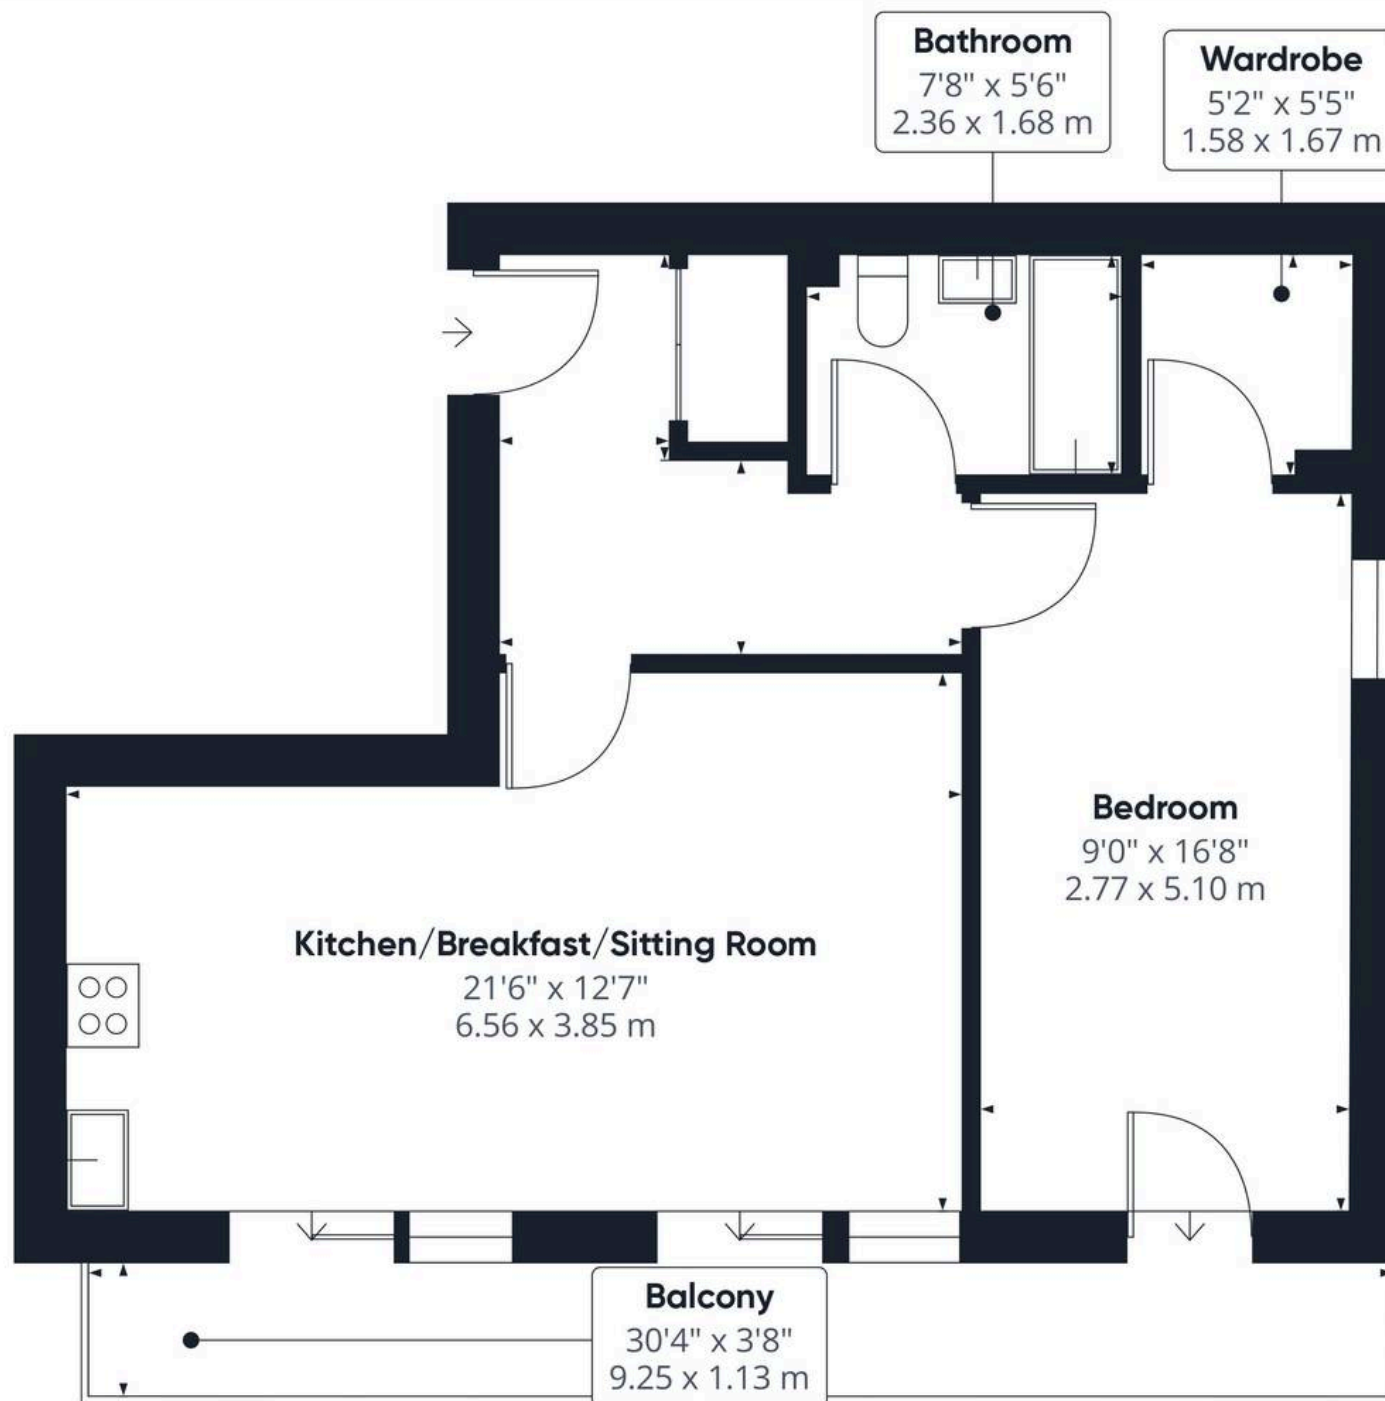 Bathroom
7'8" x 5'6"
2.36 x 1.68 m
Wardrobe
5'2" x 5'5"
1.58 x 1.67 m
Bedroom
9'0" x 16'8"
2.77 x 5.10 m
Kitchen/Breakfast/Sitting Room
21'6" x 12'7"
6.56 x 3.85 m
Balcony
30'4" x 3'8"
9.25 x 1.13 m